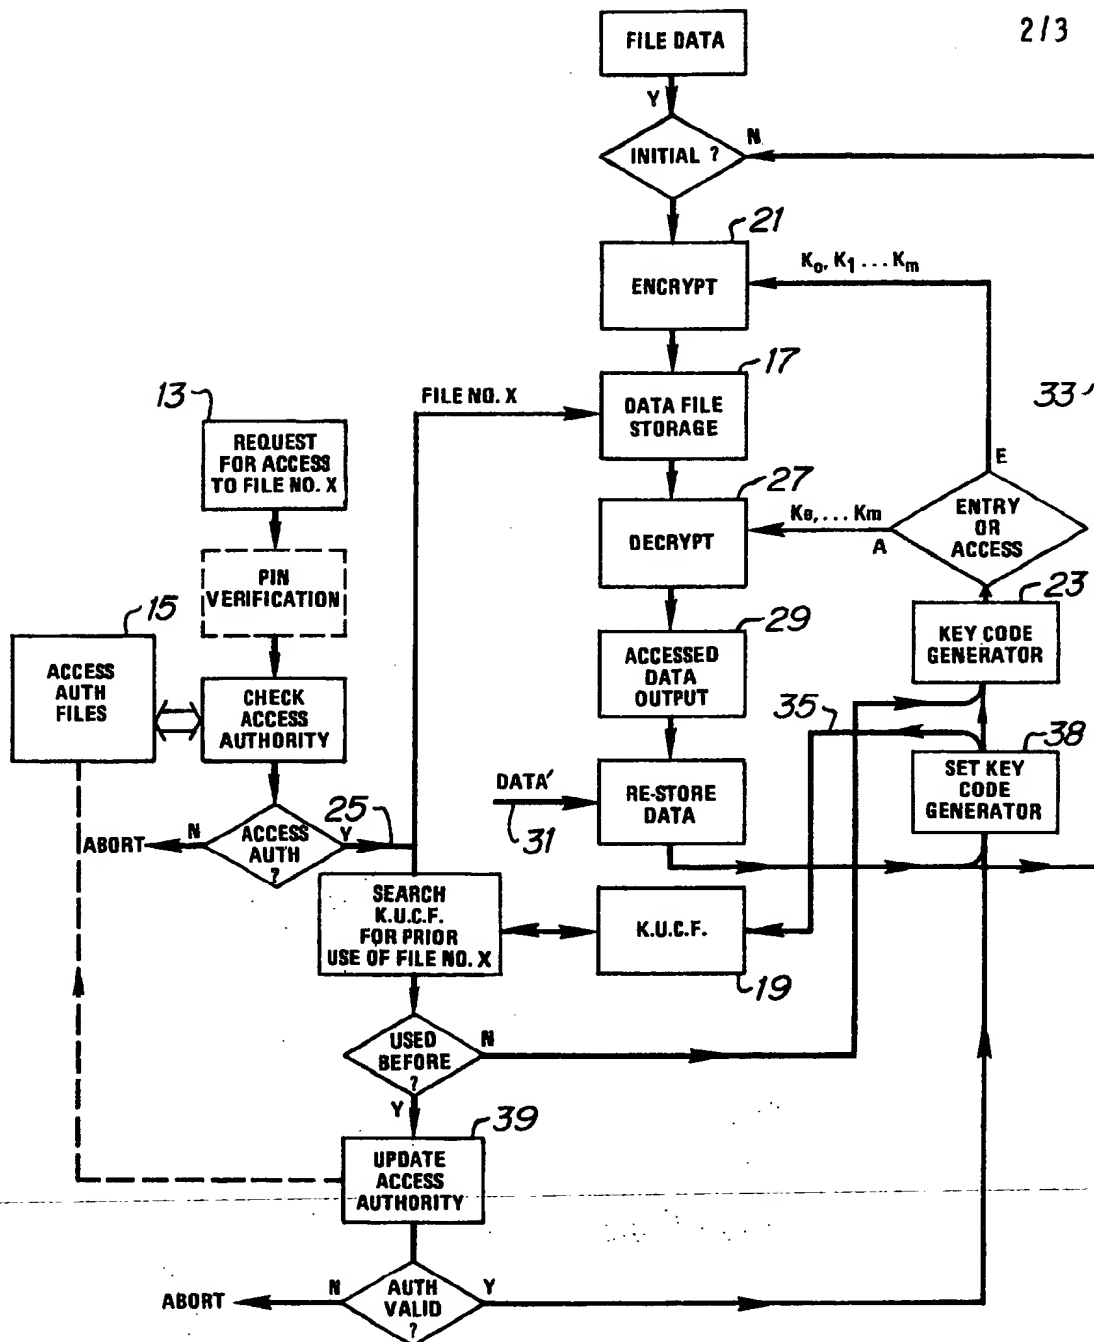 2/3
FILE DATA
Y
INITIAL ?
N
21
ENCRYPT
K₀, K₁ ... Kₘ
17
FILE NO. X
DATA FILE
STORAGE
33
13
REQUEST
FOR ACCESS
TO FILE NO. X
E
ENTRY
OR
ACCESS
27
K₀, ... Kₘ
A
DECRYPT
PIN
VERIFICATION
15
ACCESS
AUTH
FILES
CHECK
ACCESS
AUTHORITY
29
ACCESSED
DATA
OUTPUT
23
KEY CODE
GENERATOR
35
38
SET KEY
CODE
GENERATOR
DATA'
31
RE-STORE
DATA
ABORT
N
ACCESS
AUTH
?
Y
25
SEARCH
K.U.C.F.
FOR PRIOR
USE OF FILE NO. X
K.U.C.F.
19
USED
BEFORE
?
N
Y
39
UPDATE
ACCESS
AUTHORITY
ABORT
N
AUTH
VALID
?
Y